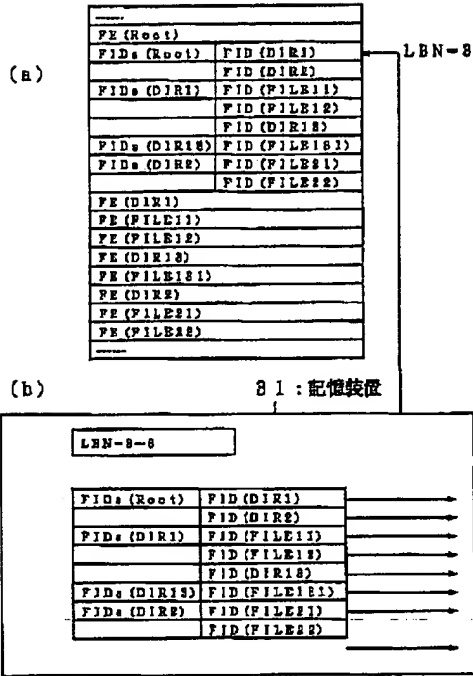 (a)
FE(Root)
FIDs(Root) FID(DIR1) LBN-8
FID(DIR2)
FIDs(DIR1) FID(FILE11)
FID(FILE12)
FID(DIR13)
FIDs(DIR13) FID(FILE131)
FIDs(DIR2) FID(FILE21)
FID(FILE22)
FE(DIR1)
FE(FILE11)
FE(FILE12)
FE(DIR13)
FE(FILE131)
FE(DIR2)
FE(FILE21)
FE(FILE22)
(b) 31:記憶装置
FIDs(Root) FID(DIR1)
FID(DIR2)
FIDs(DIR1) FID(FILE11)
FID(FILE12)
FID(DIR13)
FIDs(DIR13) FID(FILE131)
FIDs(DIR2) FID(FILE21)
FID(FILE22)